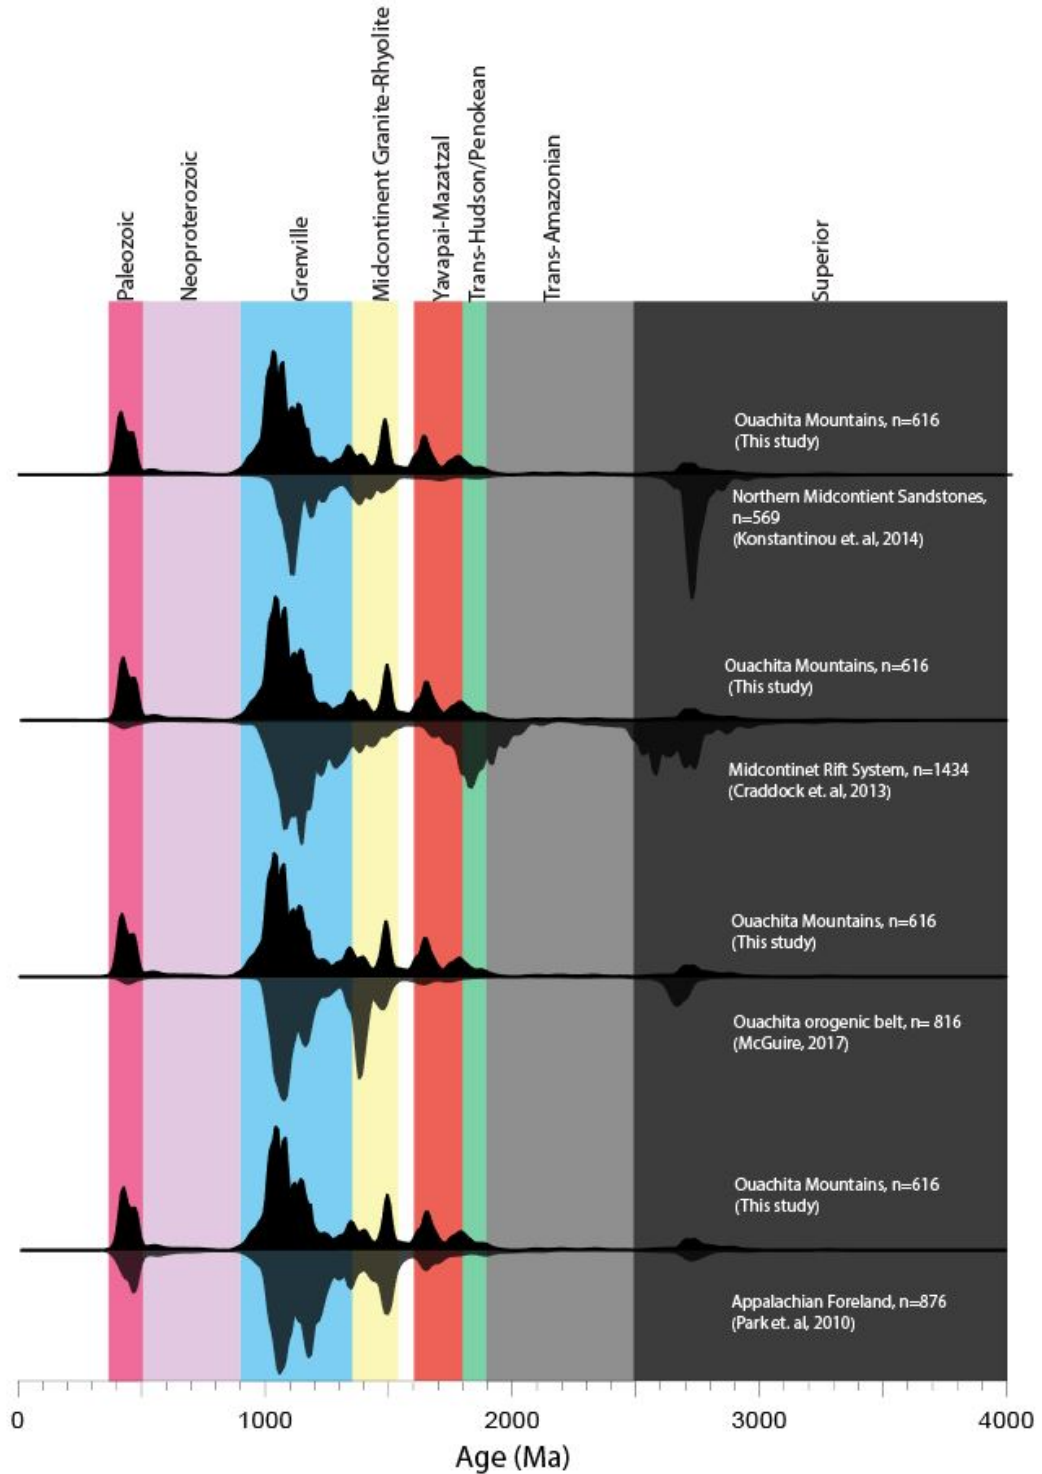 Paleozoic
Neoproterozoic
Grenville
Midcontinent Granite-Rhyolite
Yavapai-Mazatzal
Trans-Hudson/Penokean
Trans-Amazonian
Superior
Ouachita Mountains, n=616
(This study)
Northern Midcontient Sandstones,
n=569
(Konstantinou et. al, 2014)
Ouachita Mountains, n=616
(This study)
Midcontinet Rift System, n=1434
(Craddock et. al, 2013)
Ouachita Mountains, n=616
(This study)
Ouachita orogenic belt, n= 816
(McGuire, 2017)
Ouachita Mountains, n=616
(This study)
Appalachian Foreland, n=876
(Park et. al, 2010)
0 1000 2000 3000 4000
Age (Ma)